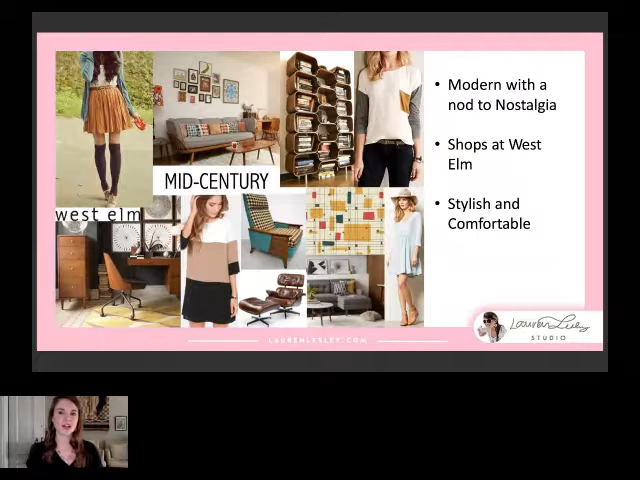 • Modern with a
nod to Nostalgia
• Shops at West
Elm
• Stylish and
Comfortable
MID-CENTURY
west elm
Lauren Lesley
STUDIO
LAURENLESLEY.COM